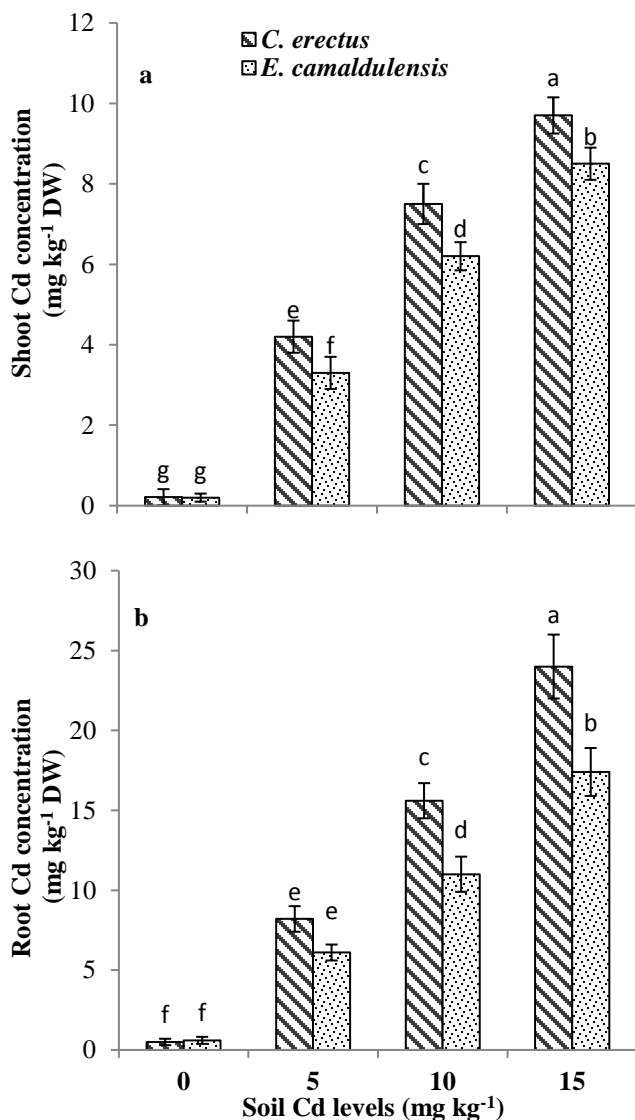 12
10
8
6
4
2
0
Shoot Cd concentration
(mg kg⁻¹ DW)
a
C. erectus
E. camaldulensis
g g
e f
c d
a b
30
25
20
15
10
5
0
Root Cd concentration
(mg kg⁻¹ DW)
b
f f
e e
c d
a b
0 5 10 15
Soil Cd levels (mg kg⁻¹)